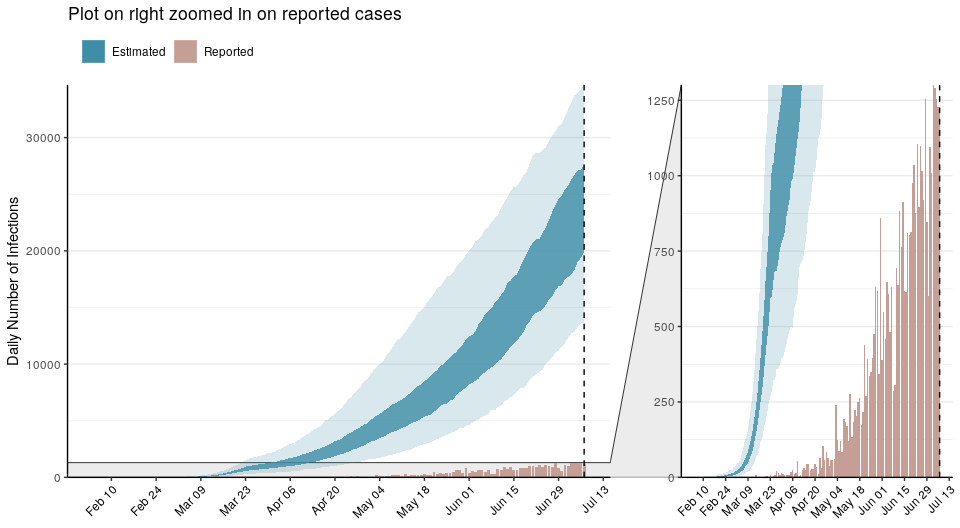 Plot on right zoomed in on reported cases
Estimated Reported
Daily Number of Infections
30000
20000
10000
0
Feb 10 Feb 24 Mar 09 Mar 23 Apr 06 Apr 20 May 04 May 18 Jun 01 Jun 15 Jun 29 Jul 13
1250
1000
750
500
250
0
Feb 10 Feb 24 Mar 09 Mar 23 Apr 06 Apr 20 May 04 May 18 Jun 01 Jun 15 Jun 29 Jul 13